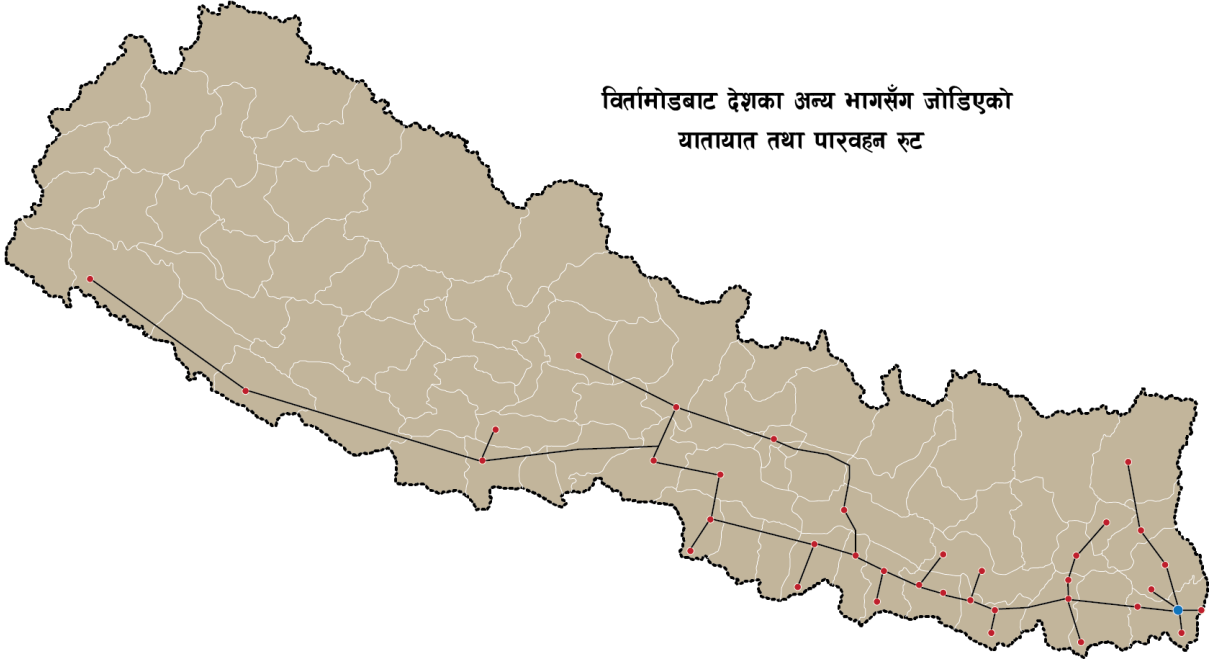 विर्तामोडबाट देशका अन्य भागसँग जोडिएको
यातायात तथा पारवहन रुट